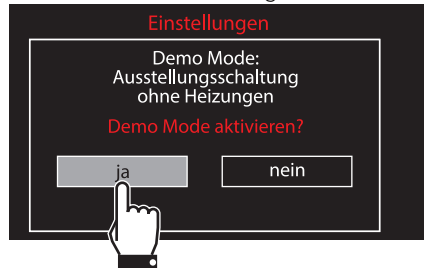 Einstellungen
Demo Mode:
Ausstellungsschaltung
ohne Heizungen
Demo Mode aktivieren?
ja
nein